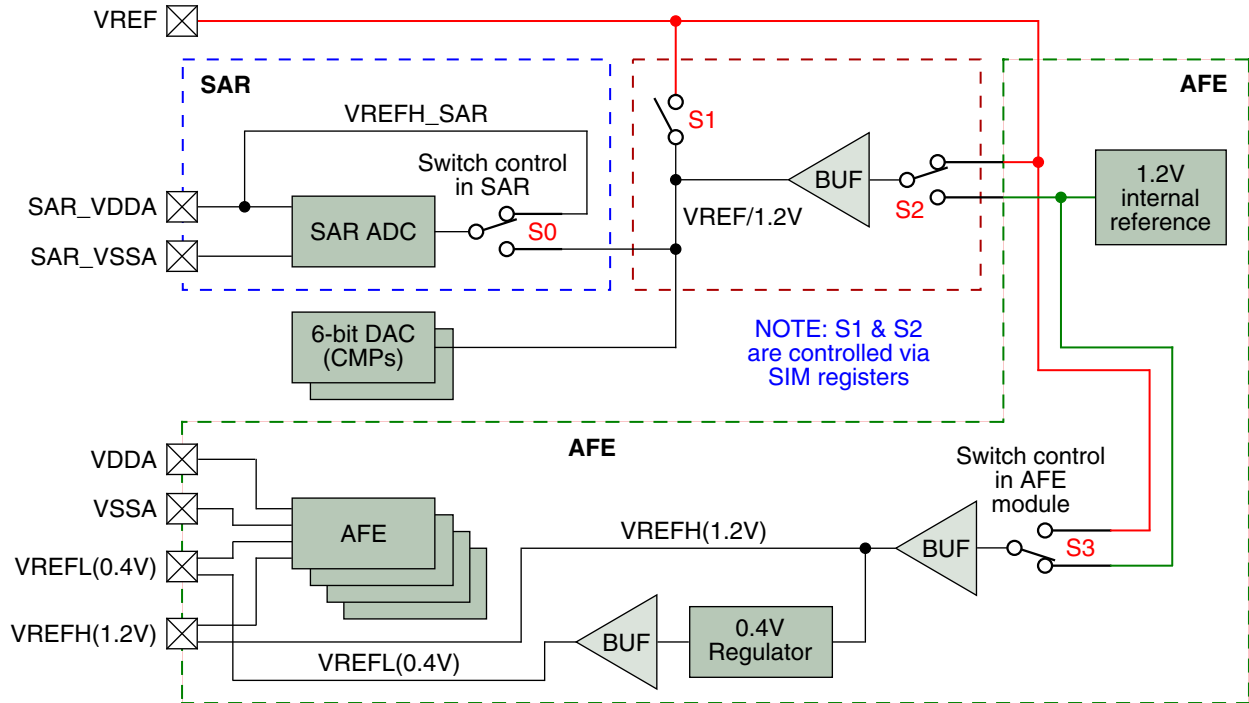 VREF
SAR
AFE
VREFH_SAR
S1
Switch control
in SAR
BUF
1.2V
internal
reference
SAR_VDDA
S2
VREF/1.2V
SAR ADC
S0
SAR_VSSA
6-bit DAC
(CMPs)
NOTE: S1 & S2
are controlled via
SIM registers
AFE
VDDA
Switch control
in AFE
module
VSSA
AFE
VREFH(1.2V)
BUF
S3
VREFL(0.4V)
VREFH(1.2V)
BUF
0.4V
Regulator
VREFL(0.4V)